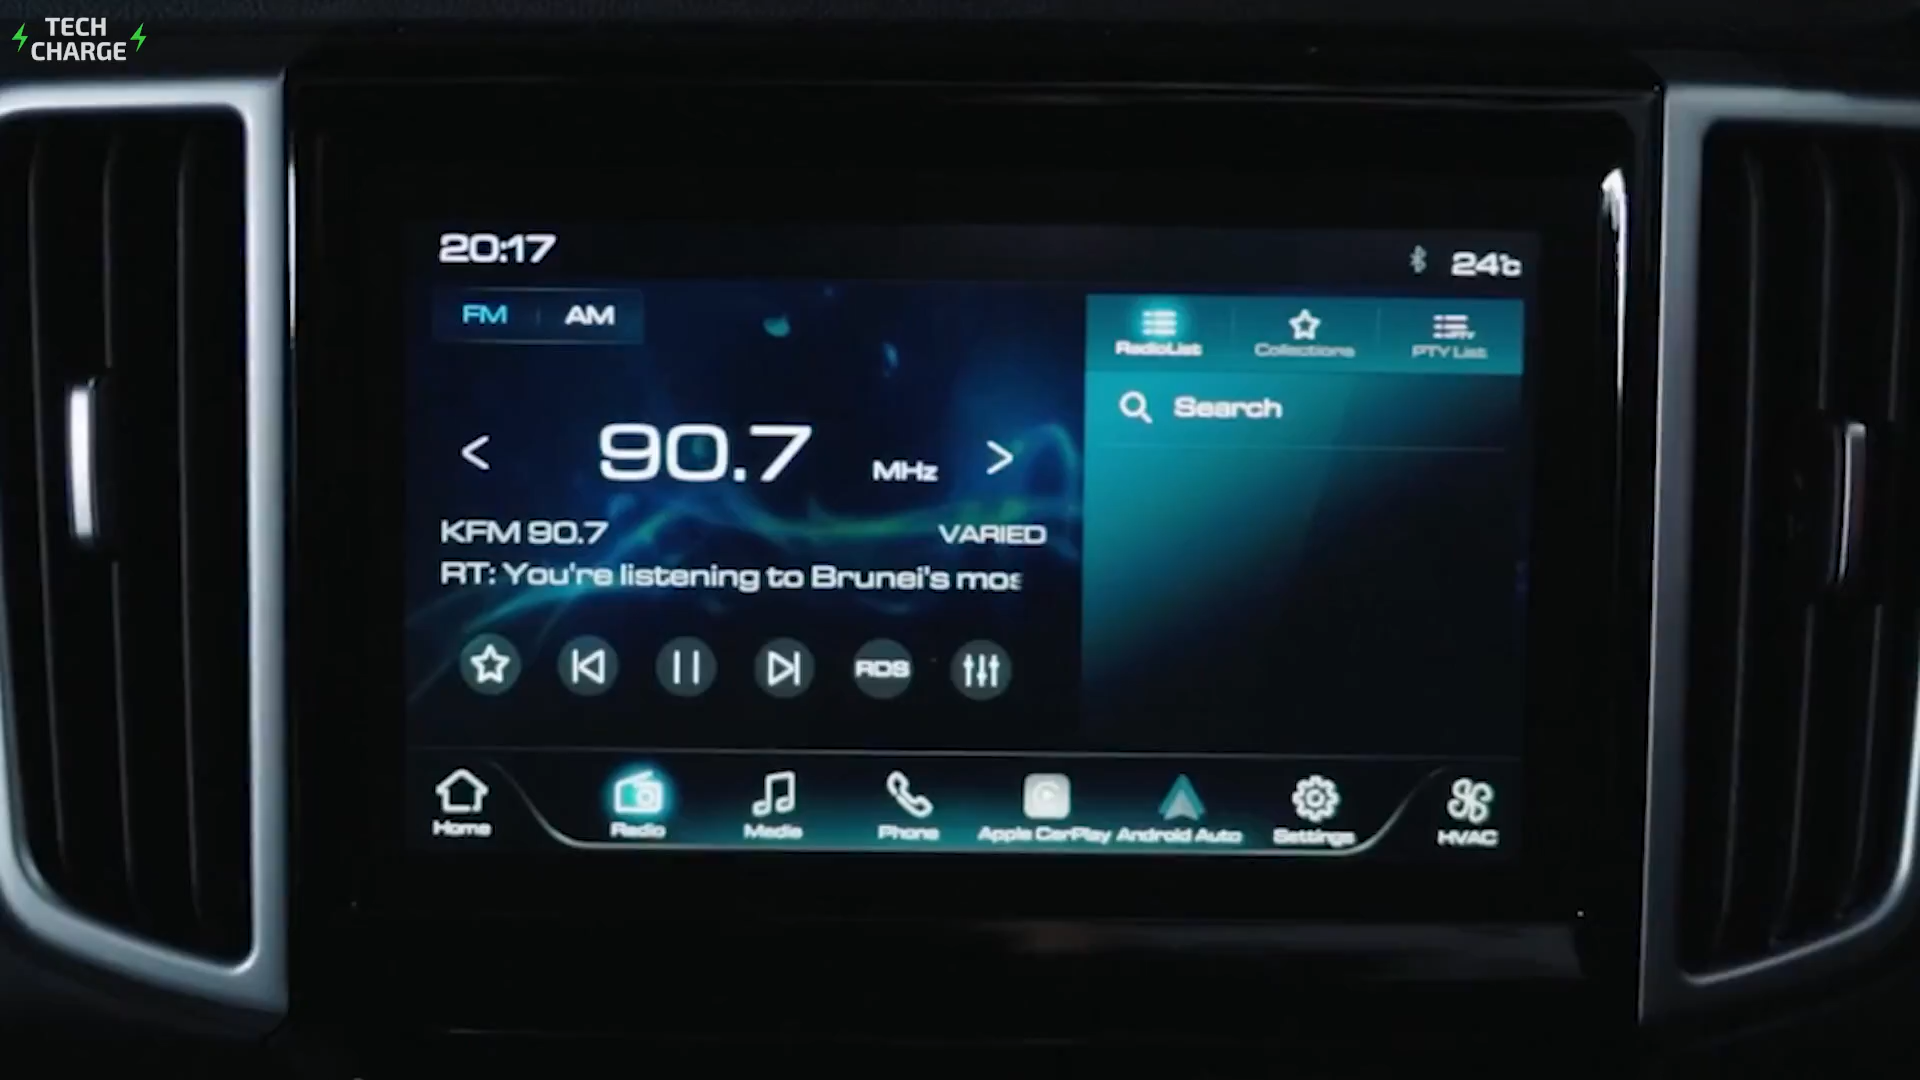 TECH
CHARGE
20:17
24°C
FM AM
RadioList Collections PTY List
Search
90.7 MHz
KFM 90.7 VARIED
RT: You're listening to Brunei's mos
RDS
Home Radio Media Phone Apple CarPlay Android Auto Settings HVAC